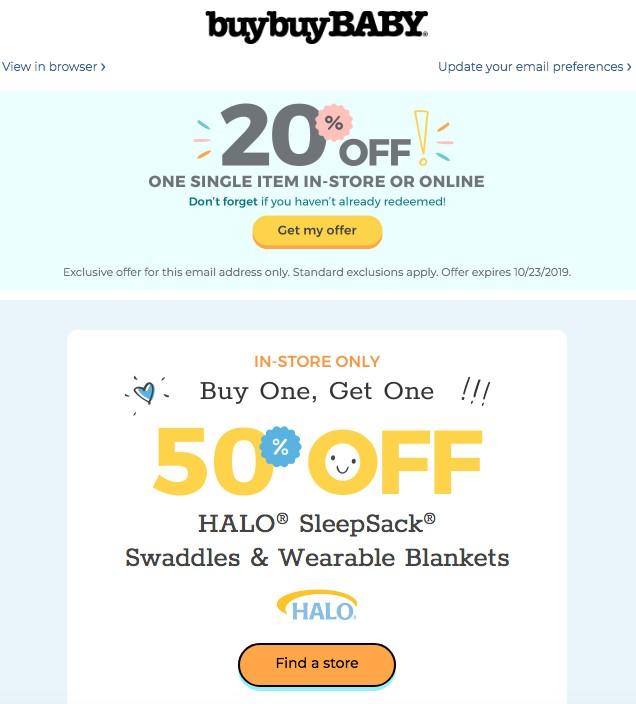 buybuyBABY®
View in browser ›
Update your email preferences ›
20% OFF!
ONE SINGLE ITEM IN-STORE OR ONLINE
Don't forget if you haven't already redeemed!
Get my offer
Exclusive offer for this email address only. Standard exclusions apply. Offer expires 10/23/2019.
IN-STORE ONLY
Buy One, Get One !!!
50% OFF
HALO® SleepSack®
Swaddles & Wearable Blankets
HALO®
Find a store